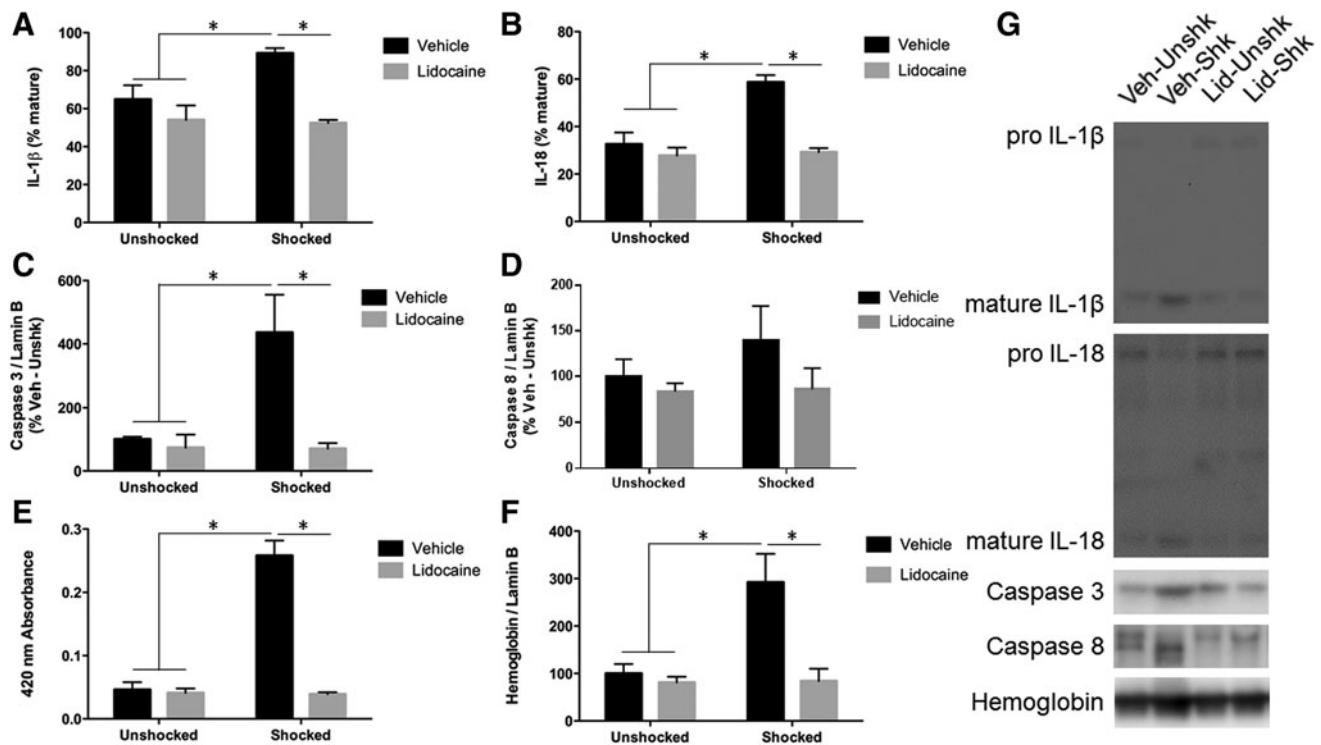 A
IL-1β (% mature)
100
80
60
40
20
0
*
*
Unshocked
Shocked
Vehicle
Lidocaine
B
IL-18 (% mature)
80
60
40
20
0
*
*
Unshocked
Shocked
Vehicle
Lidocaine
C
Caspase 3 / Lamin B
(% Veh - Unshk)
600
400
200
0
*
*
Unshocked
Shocked
Vehicle
Lidocaine
D
Caspase 8 / Lamin B
(% Veh - Unshk)
200
150
100
50
0
Unshocked
Shocked
Vehicle
Lidocaine
E
420 nm Absorbance
0.3
0.2
0.1
0.0
*
*
Unshocked
Shocked
Vehicle
Lidocaine
F
Hemoglobin / Lamin B
400
300
200
100
0
*
*
Unshocked
Shocked
Vehicle
Lidocaine
G
Veh-Unshk
Veh-Shk
Lid-Unshk
Lid-Shk
pro IL-1β
mature IL-1β
pro IL-18
mature IL-18
Caspase 3
Caspase 8
Hemoglobin